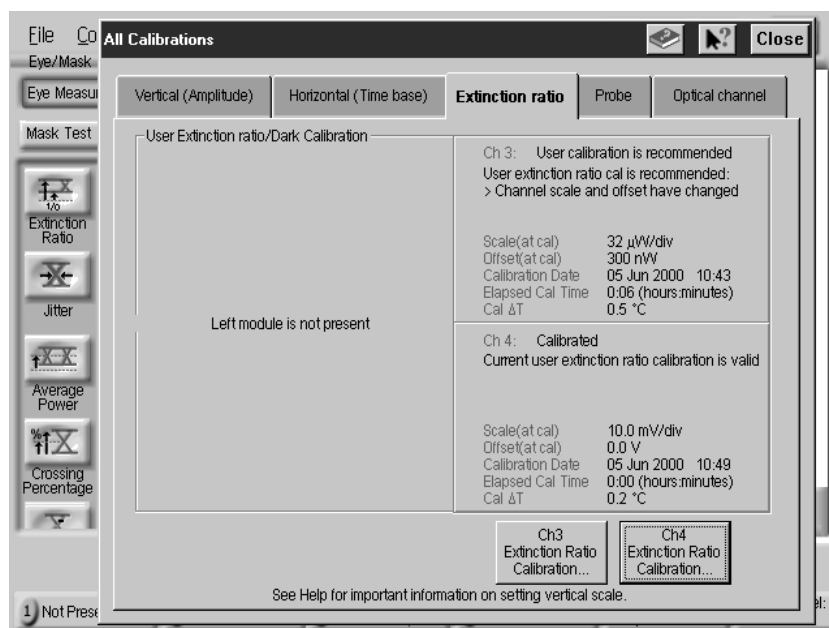 File Co
All Calibrations
Close
Eye/Mask
Eye Measu
Mask Test
Extinction
Ratio
Jitter
Average
Power
Crossing
Percentage
Vertical (Amplitude)
Horizontal (Time base)
Extinction ratio
Probe
Optical channel
User Extinction ratio/Dark Calibration
Left module is not present
Ch 3: User calibration is recommended
User extinction ratio cal is recommended:
> Channel scale and offset have changed
Scale(at cal) 32 µW/div
Offset(at cal) 300 nW
Calibration Date 05 Jun 2000 10:43
Elapsed Cal Time 0:06 (hours:minutes)
Cal ΔT 0.5 °C
Ch 4: Calibrated
Current user extinction ratio calibration is valid
Scale(at cal) 10.0 mV/div
Offset(at cal) 0.0 V
Calibration Date 05 Jun 2000 10:49
Elapsed Cal Time 0:00 (hours:minutes)
Cal ΔT 0.2 °C
Ch3
Extinction Ratio
Calibration...
Ch4
Extinction Ratio
Calibration...
See Help for important information on setting vertical scale.
1) Not Prese
el: